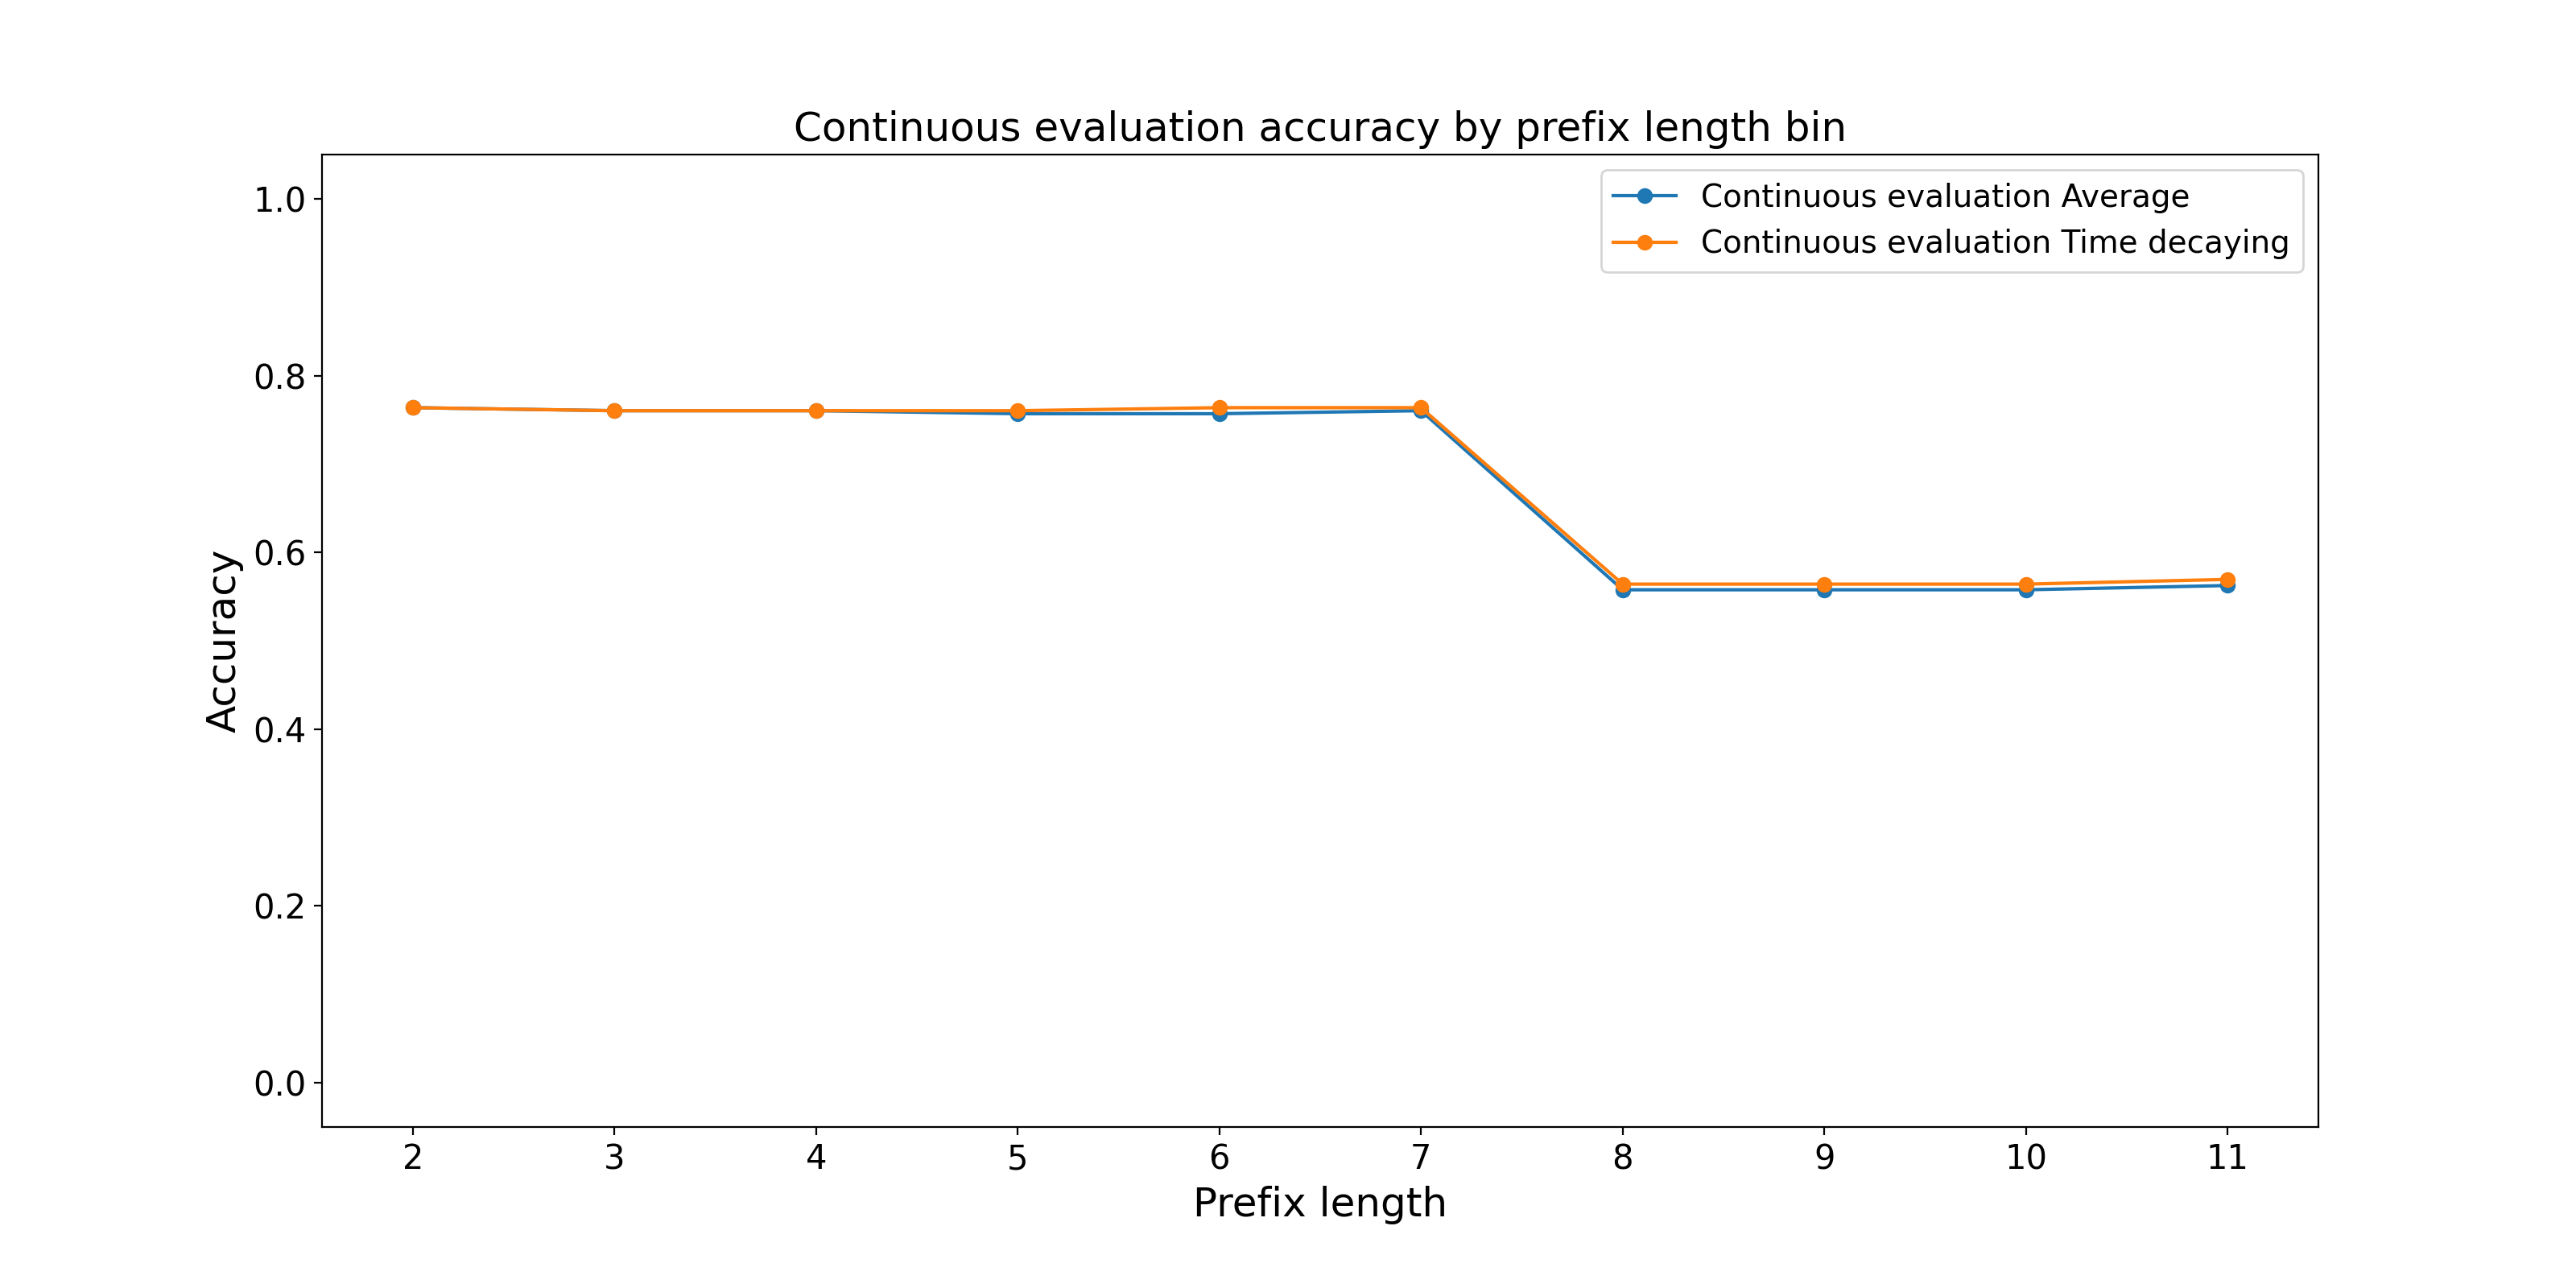 Continuous evaluation accuracy by prefix length bin
Continuous evaluation Average
Continuous evaluation Time decaying
Accuracy
1.0
0.8
0.6
0.4
0.2
0.0
2 3 4 5 6 7 8 9 10 11
Prefix length